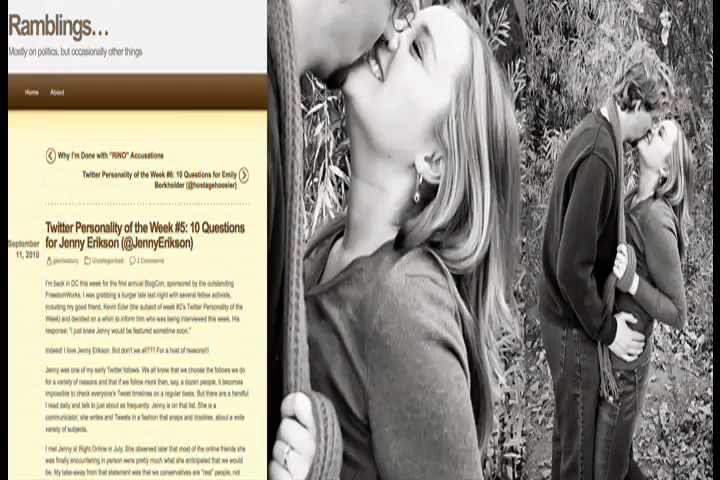 Ramblings…
Mostly on politics, but occasionally other things
Home About
Why I'm Done with "RINO" Accusations
Twitter Personality of the Week #6: 10 Questions for Emily
Borkholder (@hostagehoosier)
Twitter Personality of the Week #5: 10 Questions
for Jenny Erikson (@JennyErikson)
September
11, 2010
Uncategorized 2 Comments
I'm back in DC this week for the first annual BlogCon, sponsored by the outstanding
FreedomWorks. I was grabbing a burger late last night with several fellow activists,
including my good friend, Kevin Eder (the subject of week #2's Twitter Personality of the
Week) and decided on a whim to inform him who was being interviewed this week. His
response: "I just knew Jenny would be featured sometime soon."
Indeed! I love Jenny Erikson. But don't we all??? For a host of reasons!!!
Jenny was one of my early Twitter follows. We all know that we choose the follows we do
for a variety of reasons and that if we follow more than, say, a dozen people, it becomes
impossible to check everyone's Tweet timelines on a regular basis. But there are a handful
I read daily and talk to just about as frequently. Jenny is on that list. She is a
communicator; she writes and Tweets in a fashion that snaps and crackles, about a wide
variety of subjects.
I met Jenny at Right Online in July. She observed later that most of the online friends she
was finally encountering in person were pretty much what she anticipated that we would
be. My take-away from that statement was that we conservatives are "real" people, not